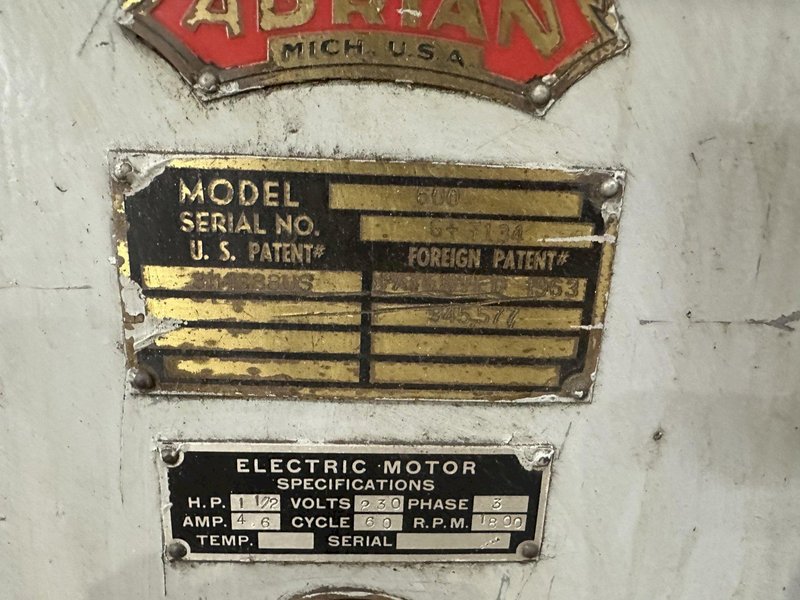 ADRIAN
MICH. U.S.A.
MODEL 600
SERIAL NO.
U. S. PATENT# FOREIGN PATENT#
1963
845577
ELECTRIC MOTOR
SPECIFICATIONS
H.P. 1 1/2 VOLTS 230 PHASE 3
AMP. 4.6 CYCLE 60 R.P.M. 1800
TEMP. SERIAL